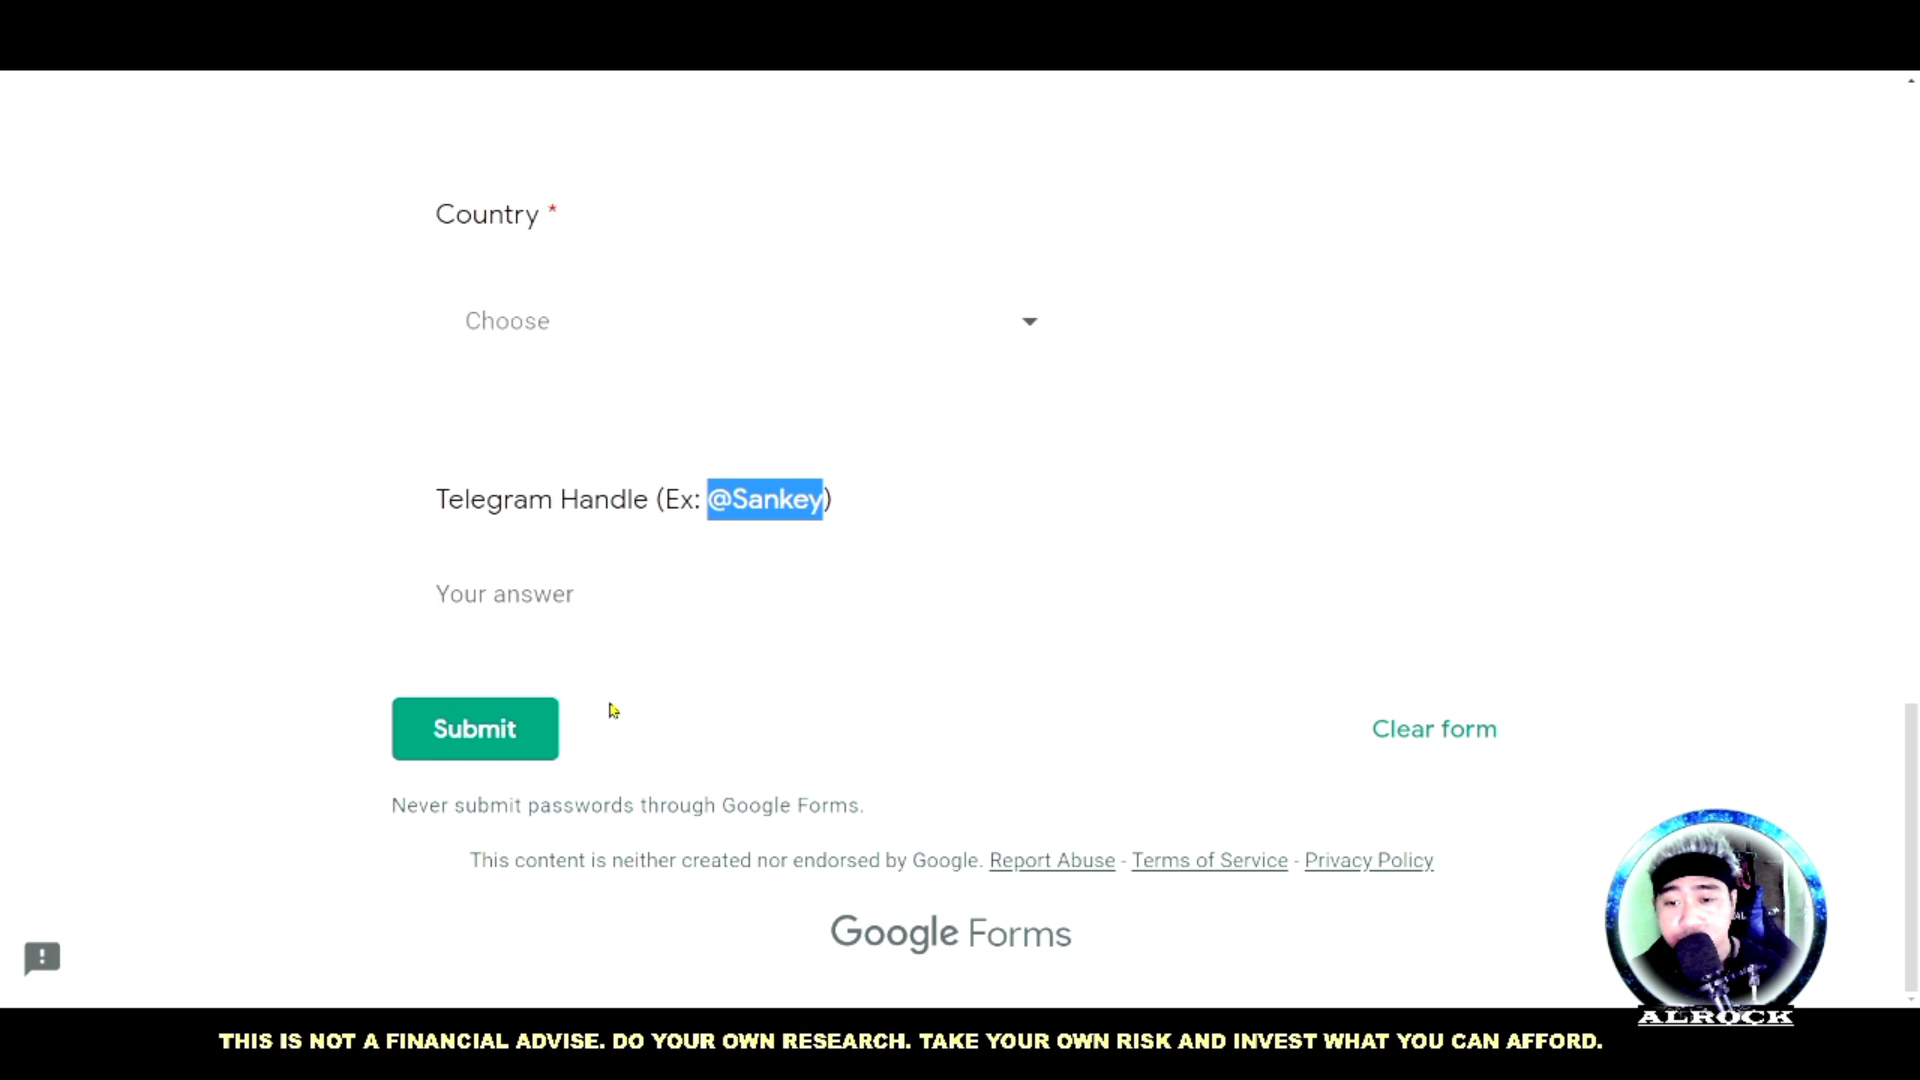 Country *
Choose
Telegram Handle (Ex: @Sankey)
Your answer
Submit
Clear form
Never submit passwords through Google Forms.
This content is neither created nor endorsed by Google. Report Abuse - Terms of Service - Privacy Policy
Google Forms
ALROCK
THIS IS NOT A FINANCIAL ADVISE. DO YOUR OWN RESEARCH. TAKE YOUR OWN RISK AND INVEST WHAT YOU CAN AFFORD.